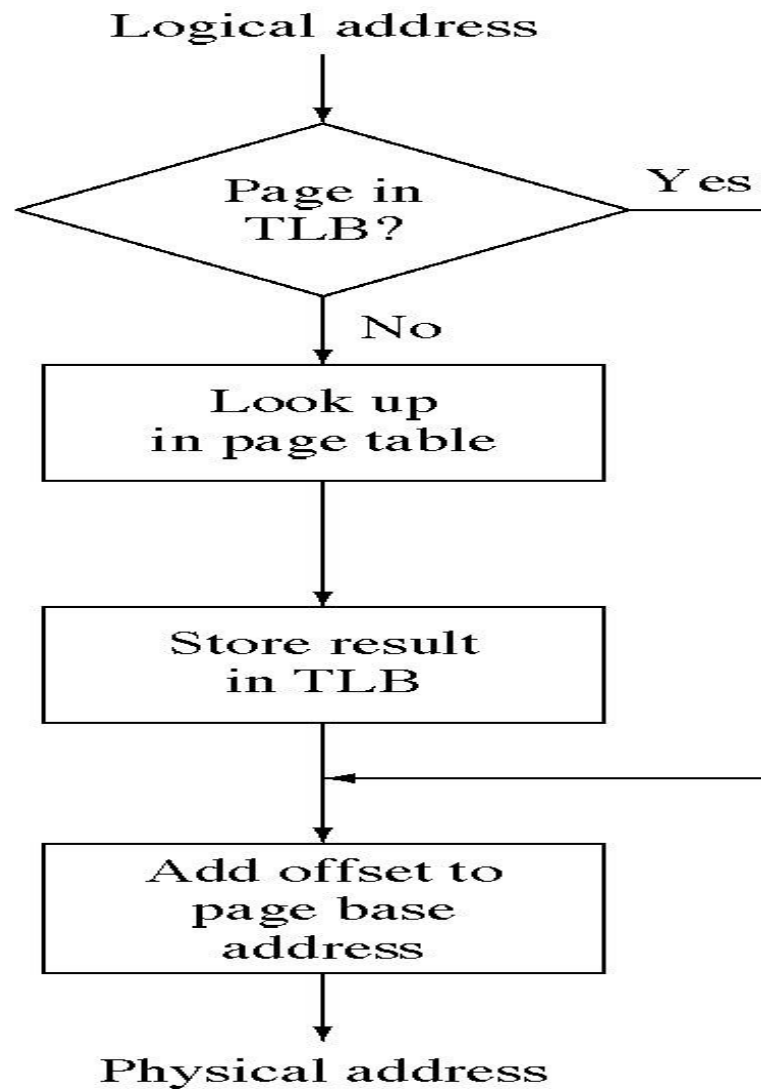 Logical address
Page in
TLB?
Yes
No
Look up
in page table
Store result
in TLB
Add offset to
page base
address
Physical address